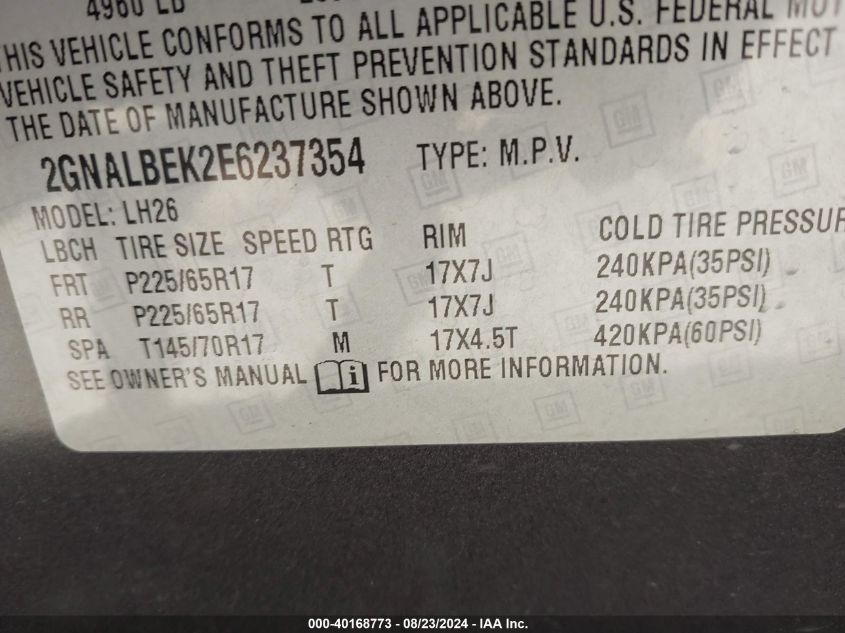 4960 LB
THIS VEHICLE CONFORMS TO ALL APPLICABLE U.S. FEDERAL MOT
VEHICLE SAFETY AND THEFT PREVENTION STANDARDS IN EFFECT
THE DATE OF MANUFACTURE SHOWN ABOVE.
2GNALBEK2E6237354 TYPE: M.P.V.
MODEL: LH26
LBCH TIRE SIZE SPEED RTG RIM COLD TIRE PRESSUR
FRT P225/65R17 T 17X7J 240KPA(35PSI)
RR P225/65R17 T 17X7J 240KPA(35PSI)
SPA T145/70R17 M 17X4.5T 420KPA(60PSI)
SEE OWNER'S MANUAL i FOR MORE INFORMATION.
000-40168773 - 08/23/2024 - IAA Inc.